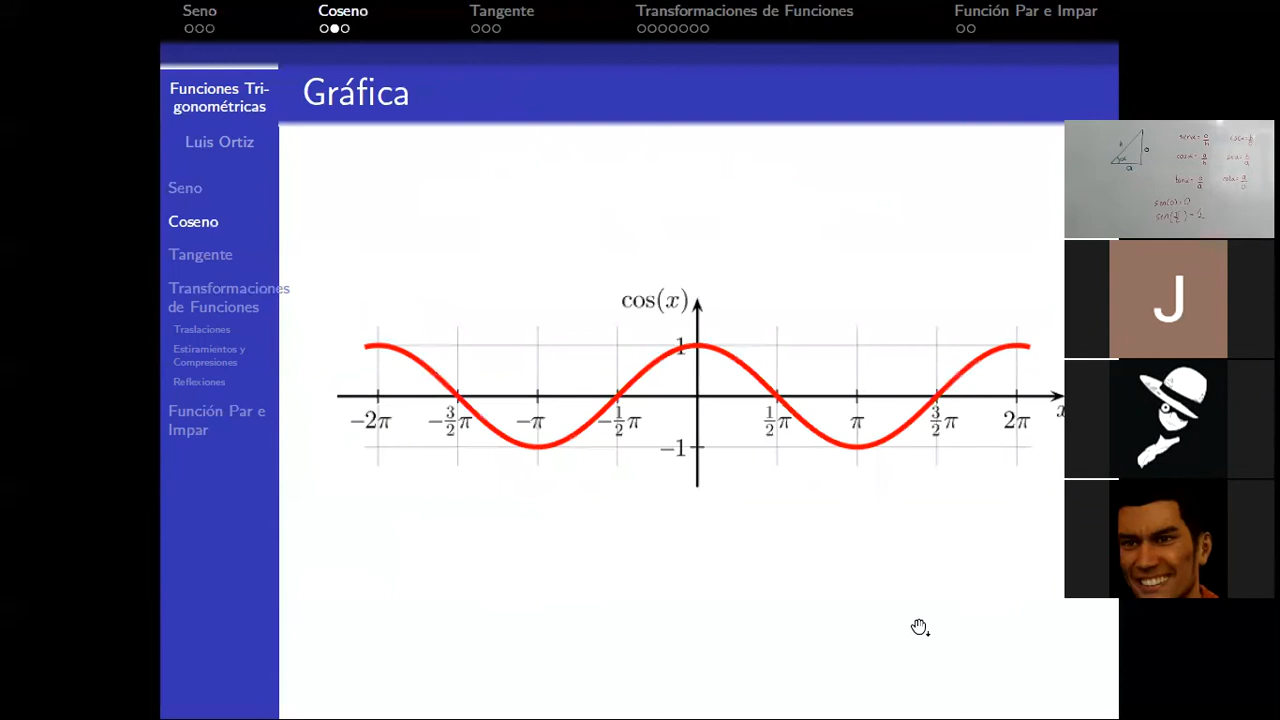 Seno
Coseno
Tangente
Transformaciones de Funciones
Función Par e Impar
Funciones Tri-
gonométricas
Luis Ortiz
Seno
Coseno
Tangente
Transformaciones
de Funciones
Traslaciones
Estiramientos y
Compresiones
Reflexiones
Función Par e
Impar
Gráfica
cos(x)
1
−2π −3/2π −π −1/2π 1/2π π 3/2π 2π
−1
J